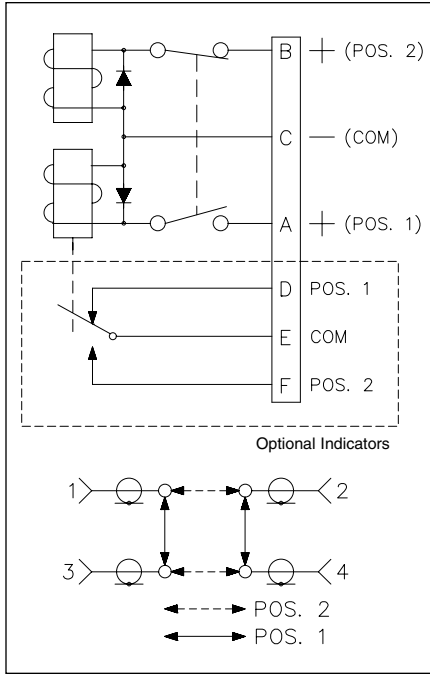 B + (POS. 2)
C — (COM)
A + (POS. 1)
D POS. 1
E COM
F POS. 2
Optional Indicators
1 2
3 4
POS. 2
POS. 1